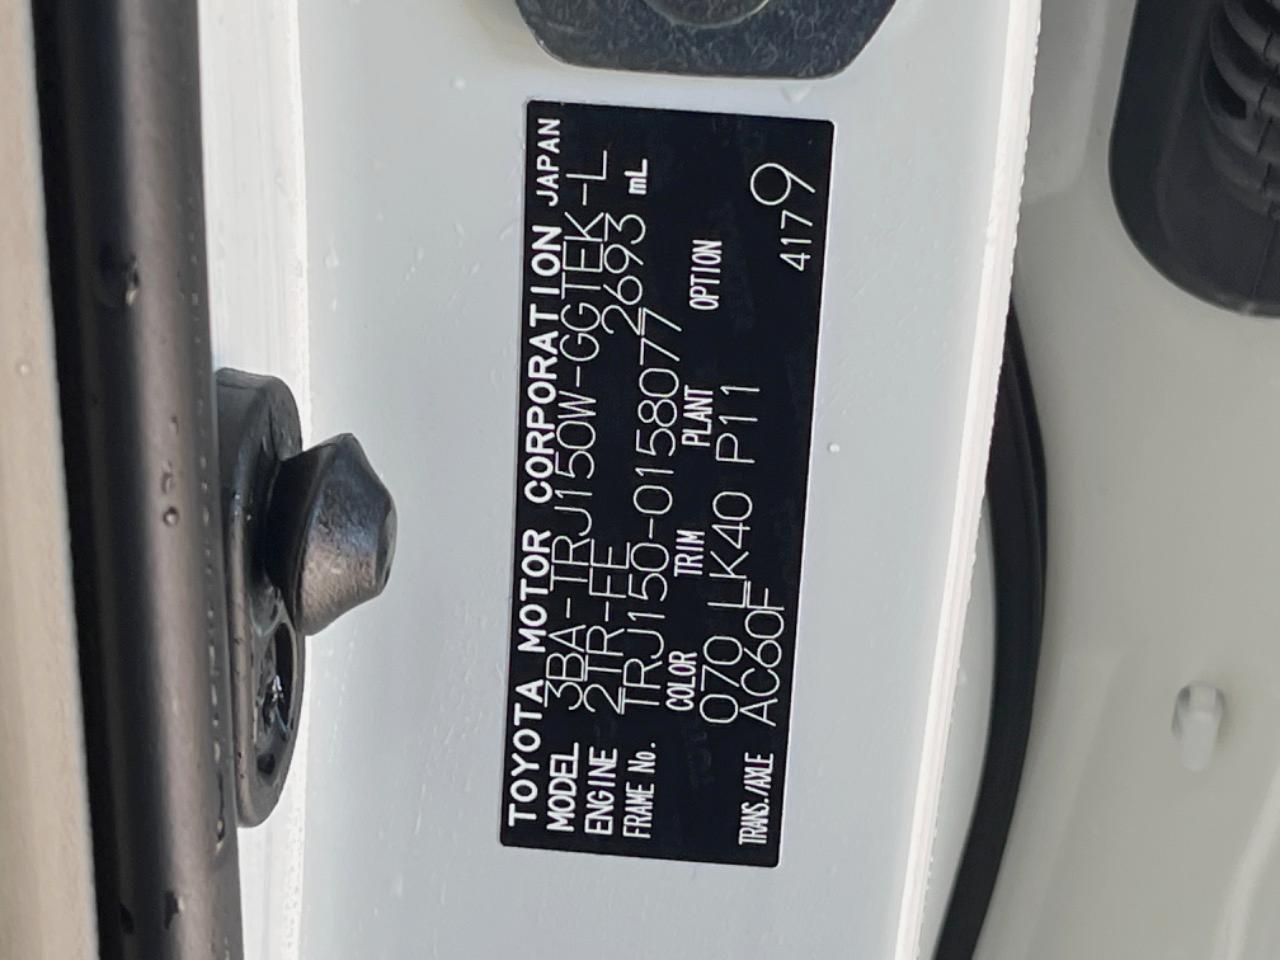 TOYOTA MOTOR CORPORATION JAPAN
MODEL 3BA-TRJ150W-GGTEK-L
ENGINE 2TR-FE 2693 mL
FRAME No. TRJ150-0158077
COLOR TRIM PLANT OPTION
070 LK40 P11
TRANS./AXLE AC60F 4179